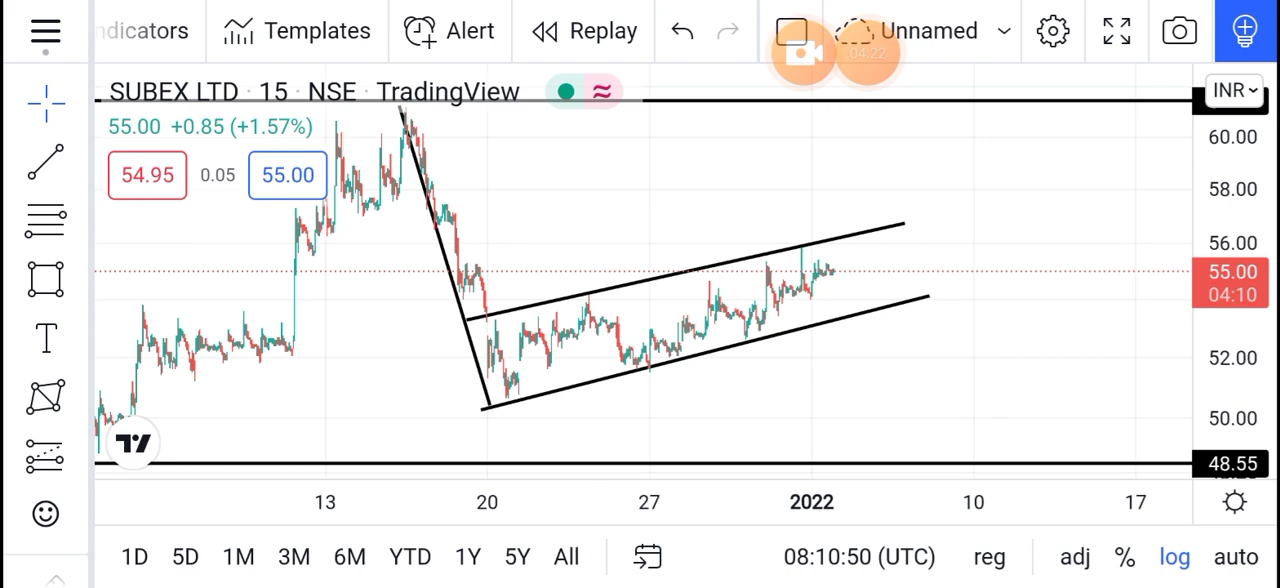 ndicators Templates Alert Replay Unnamed
04:22
SUBEX LTD · 15 · NSE · TradingView
INR
55.00 +0.85 (+1.57%)
54.95 0.05 55.00
60.00
58.00
56.00
55.00
04:10
52.00
50.00
48.55
13 20 27 2022 10 17
1D 5D 1M 3M 6M YTD 1Y 5Y All 08:10:50 (UTC) reg adj % log auto